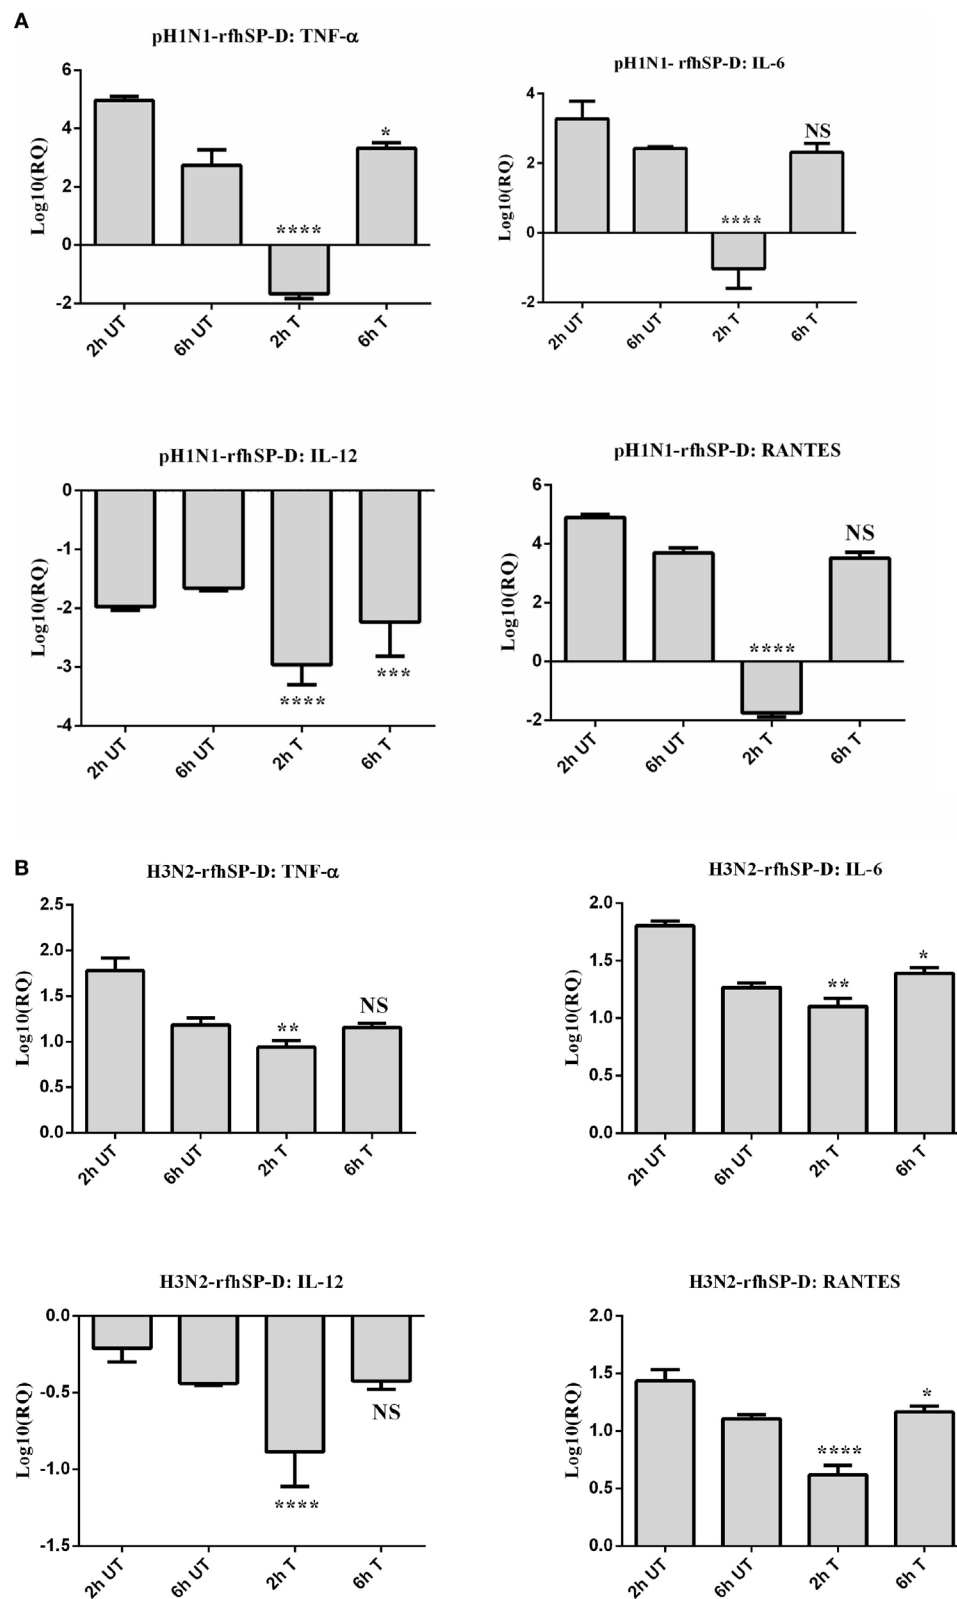 A
pH1N1-rfhSP-D: TNF-α
Log10(RQ)
6
4
2
0
-2
****
*
2h UT
6h UT
2h T
6h T
pH1N1- rfhSP-D: IL-6
Log10(RQ)
4
2
0
-2
****
NS
2h UT
6h UT
2h T
6h T
pH1N1-rfhSP-D: IL-12
Log10(RQ)
0
-1
-2
-3
-4
****
***
2h UT
6h UT
2h T
6h T
pH1N1-rfhSP-D: RANTES
Log10(RQ)
6
4
2
0
-2
****
NS
2h UT
6h UT
2h T
6h T
B
H3N2-rfhSP-D: TNF-α
Log10(RQ)
2.5
2.0
1.5
1.0
0.5
0.0
**
NS
2h UT
6h UT
2h T
6h T
H3N2-rfhSP-D: IL-6
Log10(RQ)
2.0
1.5
1.0
0.5
0.0
**
*
2h UT
6h UT
2h T
6h T
H3N2-rfhSP-D: IL-12
Log10(RQ)
0.0
-0.5
-1.0
-1.5
****
NS
2h UT
6h UT
2h T
6h T
H3N2-rfhSP-D: RANTES
Log10(RQ)
2.0
1.5
1.0
0.5
0.0
****
*
2h UT
6h UT
2h T
6h T